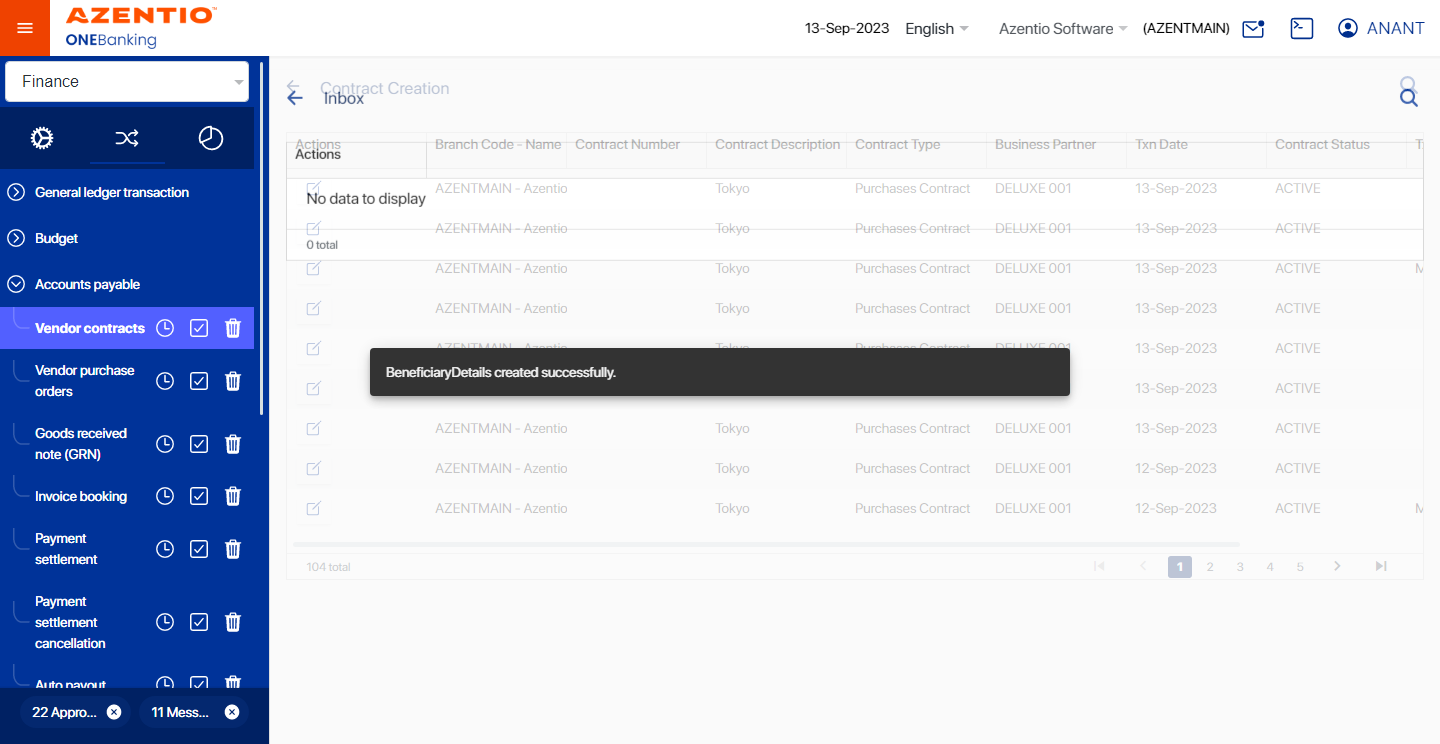 AZENTIO™
ONEBanking
13-Sep-2023 English Azentio Software (AZENTMAIN) ANANT
Finance
General ledger transaction
Budget
Accounts payable
Vendor contracts
Vendor purchase
orders
Goods received
note (GRN)
Invoice booking
Payment
settlement
Payment
settlement
cancellation
Auto payout
22 Appro... 11 Mess...
Contract Creation
Inbox
Actions Branch Code - Name Contract Number Contract Description Contract Type Business Partner Txn Date Contract Status T
Actions
AZENTMAIN - Azentio Tokyo Purchases Contract DELUXE 001 13-Sep-2023 ACTIVE
No data to display
AZENTMAIN - Azentio Tokyo Purchases Contract DELUXE 001 13-Sep-2023 ACTIVE
0 total
AZENTMAIN - Azentio Tokyo Purchases Contract DELUXE 001 13-Sep-2023 ACTIVE M
AZENTMAIN - Azentio Tokyo Purchases Contract DELUXE 001 13-Sep-2023 ACTIVE
AZENTMAIN - Azentio Tokyo Purchases Contract DELUXE 001 13-Sep-2023 ACTIVE
BeneficiaryDetails created successfully.
13-Sep-2023 ACTIVE
AZENTMAIN - Azentio Tokyo Purchases Contract DELUXE 001 13-Sep-2023 ACTIVE
AZENTMAIN - Azentio Tokyo Purchases Contract DELUXE 001 12-Sep-2023 ACTIVE
AZENTMAIN - Azentio Tokyo Purchases Contract DELUXE 001 12-Sep-2023 ACTIVE M
104 total 1 2 3 4 5